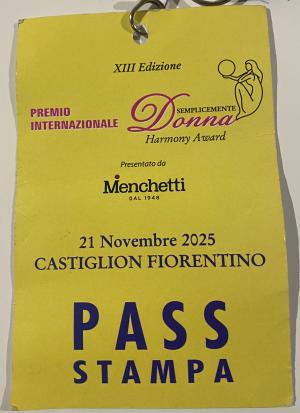 XIII Edizione
PREMIO
INTERNAZIONALE
SEMPLICEMENTE
Donna
Harmony Award
Presentato da
Menchetti
DAL 1948
21 Novembre 2025
CASTIGLION FIORENTINO
PASS
STAMPA